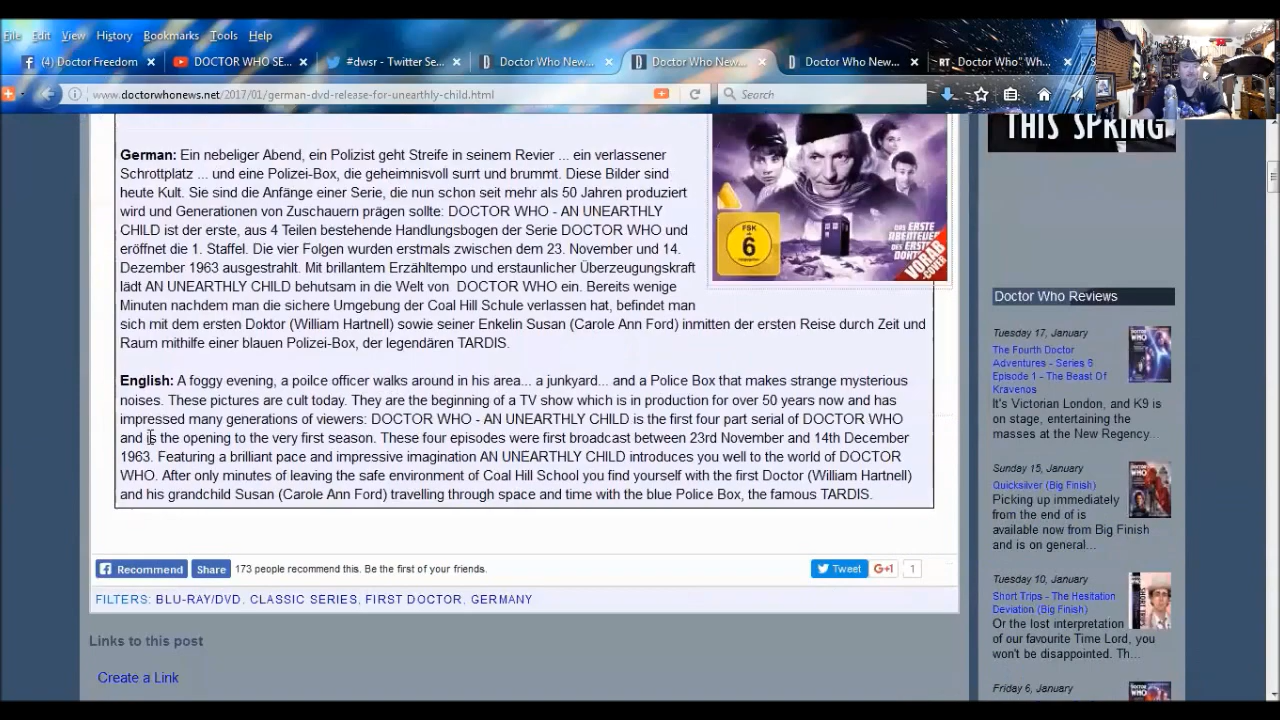 File Edit View History Bookmarks Tools Help
(4) Doctor Freedom
DOCTOR WHO SE...
#dwsr - Twitter Se...
Doctor Who New...
Doctor Who New...
Doctor Who New...
RT Doctor Who" Wh...
www.doctorwhonews.net/2017/01/german-dvd-release-for-unearthly-child.html
Search
German: Ein nebeliger Abend, ein Polizist geht Streife in seinem Revier ... ein verlassener
Schrottplatz ... und eine Polizei-Box, die geheimnisvoll surrt und brummt. Diese Bilder sind
heute Kult. Sie sind die Anfänge einer Serie, die nun schon seit mehr als 50 Jahren produziert
wird und Generationen von Zuschauern prägen sollte: DOCTOR WHO - AN UNEARTHLY
CHILD ist der erste, aus 4 Teilen bestehende Handlungsbogen der Serie DOCTOR WHO und
eröffnet die 1. Staffel. Die vier Folgen wurden erstmals zwischen dem 23. November und 14.
Dezember 1963 ausgestrahlt. Mit brillantem Erzähltempo und erstaunlicher Überzeugungskraft
lädt AN UNEARTHLY CHILD behutsam in die Welt von DOCTOR WHO ein. Bereits wenige
Minuten nachdem man die sichere Umgebung der Coal Hill Schule verlassen hat, befindet man
sich mit dem ersten Doktor (William Hartnell) sowie seiner Enkelin Susan (Carole Ann Ford) inmitten der ersten Reise durch Zeit und
Raum mithilfe einer blauen Polizei-Box, der legendären TARDIS.
FSK
6
DAS ERSTE
ABENTEUER
DES ERSTEN
VORAB-
COVER
English: A foggy evening, a poilce officer walks around in his area... a junkyard... and a Police Box that makes strange mysterious
noises. These pictures are cult today. They are the beginning of a TV show which is in production for over 50 years now and has
impressed many generations of viewers: DOCTOR WHO - AN UNEARTHLY CHILD is the first four part serial of DOCTOR WHO
and is the opening to the very first season. These four episodes were first broadcast between 23rd November and 14th December
1963. Featuring a brilliant pace and impressive imagination AN UNEARTHLY CHILD introduces you well to the world of DOCTOR
WHO. After only minutes of leaving the safe environment of Coal Hill School you find yourself with the first Doctor (William Hartnell)
and his grandchild Susan (Carole Ann Ford) travelling through space and time with the blue Police Box, the famous TARDIS.
Recommend Share 173 people recommend this. Be the first of your friends.
Tweet G+1 1
FILTERS: BLU-RAY/DVD, CLASSIC SERIES, FIRST DOCTOR, GERMANY
Links to this post
Create a Link
THIS SPRING
Doctor Who Reviews
Tuesday 17, January
The Fourth Doctor
Adventures - Series 6
Episode 1 - The Beast Of
Kravenos
It's Victorian London, and K9 is
on stage, entertaining the
masses at the New Regency...
Sunday 15, January
Quicksilver (Big Finish)
Picking up immediately
from the end of is
available now from Big Finish
and is on general...
Tuesday 10, January
Short Trips - The Hesitation
Deviation (Big Finish)
Or the lost interpretation
of our favourite Time Lord, you
won't be disappointed. Th...
Friday 6, January